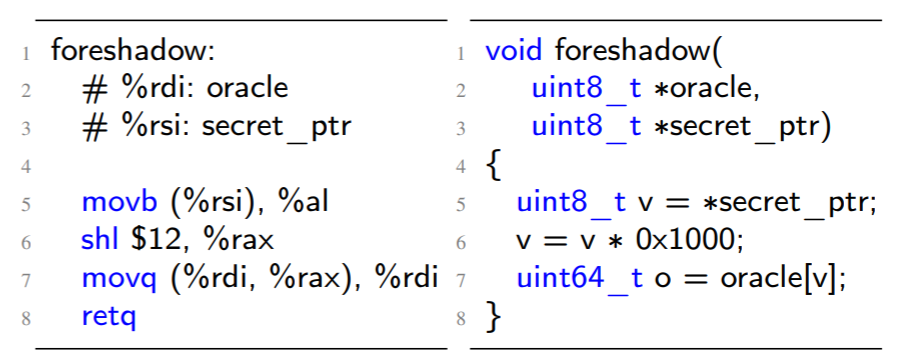 1 foreshadow:
2 # %rdi: oracle
3 # %rsi: secret_ptr
4
5 movb (%rsi), %al
6 shl $12, %rax
7 movq (%rdi, %rax), %rdi
8 retq
1 void foreshadow(
2 uint8_t *oracle,
3 uint8_t *secret_ptr)
4 {
5 uint8_t v = *secret_ptr;
6 v = v * 0x1000;
7 uint64_t o = oracle[v];
8 }